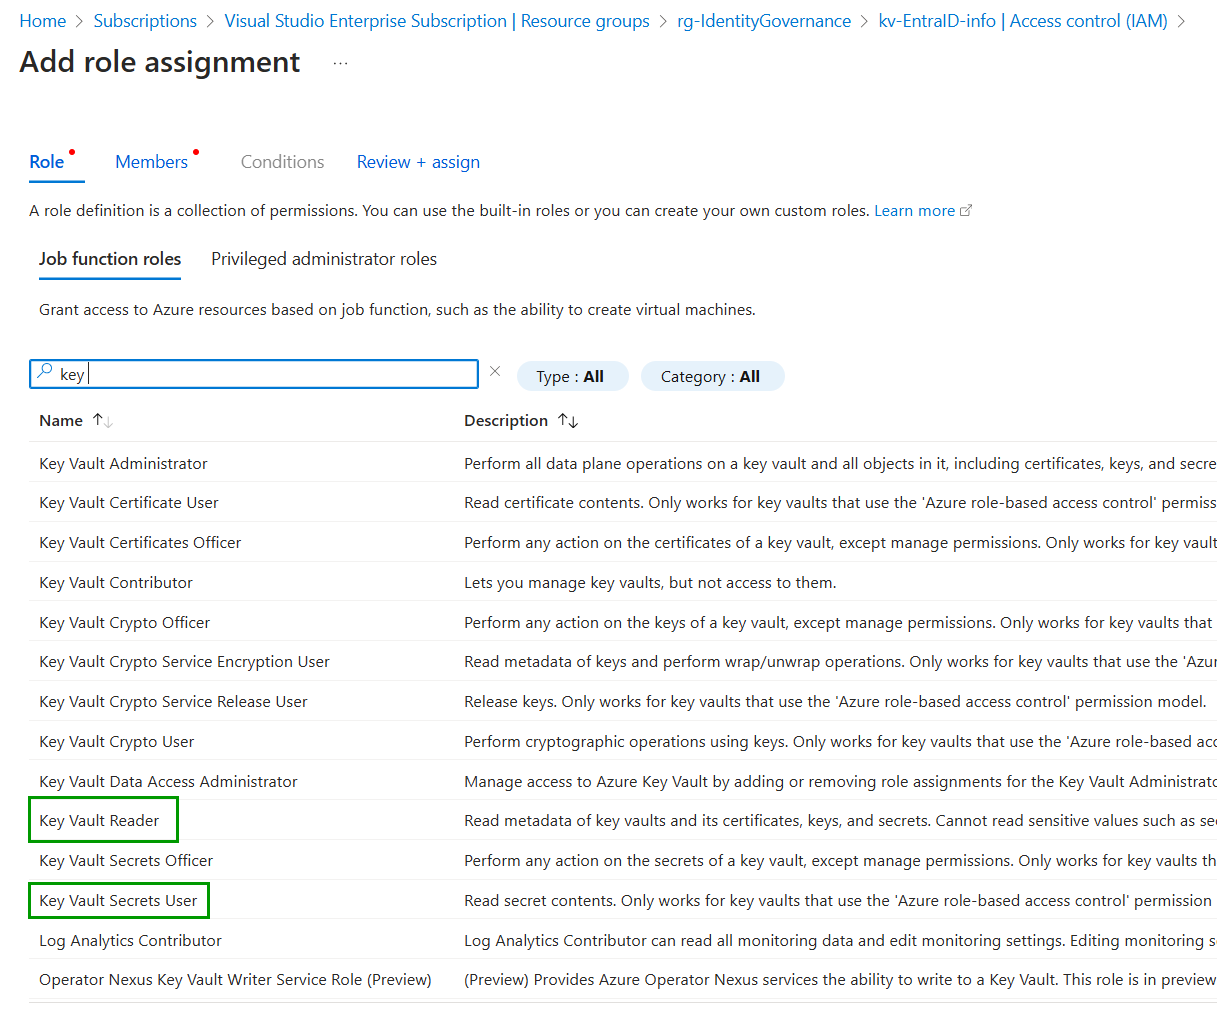 Home > Subscriptions > Visual Studio Enterprise Subscription | Resource groups > rg-IdentityGovernance > kv-EntraID-info | Access control (IAM) >
Add role assignment ...
Role Members Conditions Review + assign
A role definition is a collection of permissions. You can use the built-in roles or you can create your own custom roles. Learn more
Job function roles Privileged administrator roles
Grant access to Azure resources based on job function, such as the ability to create virtual machines.
key Type : All Category : All
Name ↑↓ Description ↑↓
Key Vault Administrator Perform all data plane operations on a key vault and all objects in it, including certificates, keys, and secre
Key Vault Certificate User Read certificate contents. Only works for key vaults that use the 'Azure role-based access control' permiss
Key Vault Certificates Officer Perform any action on the certificates of a key vault, except manage permissions. Only works for key vault
Key Vault Contributor Lets you manage key vaults, but not access to them.
Key Vault Crypto Officer Perform any action on the keys of a key vault, except manage permissions. Only works for key vaults that
Key Vault Crypto Service Encryption User Read metadata of keys and perform wrap/unwrap operations. Only works for key vaults that use the 'Azur
Key Vault Crypto Service Release User Release keys. Only works for key vaults that use the 'Azure role-based access control' permission model.
Key Vault Crypto User Perform cryptographic operations using keys. Only works for key vaults that use the 'Azure role-based acc
Key Vault Data Access Administrator Manage access to Azure Key Vault by adding or removing role assignments for the Key Vault Administrato
Key Vault Reader Read metadata of key vaults and its certificates, keys, and secrets. Cannot read sensitive values such as se
Key Vault Secrets Officer Perform any action on the secrets of a key vault, except manage permissions. Only works for key vaults th
Key Vault Secrets User Read secret contents. Only works for key vaults that use the 'Azure role-based access control' permission
Log Analytics Contributor Log Analytics Contributor can read all monitoring data and edit monitoring settings. Editing monitoring s
Operator Nexus Key Vault Writer Service Role (Preview) (Preview) Provides Azure Operator Nexus services the ability to write to a Key Vault. This role is in preview